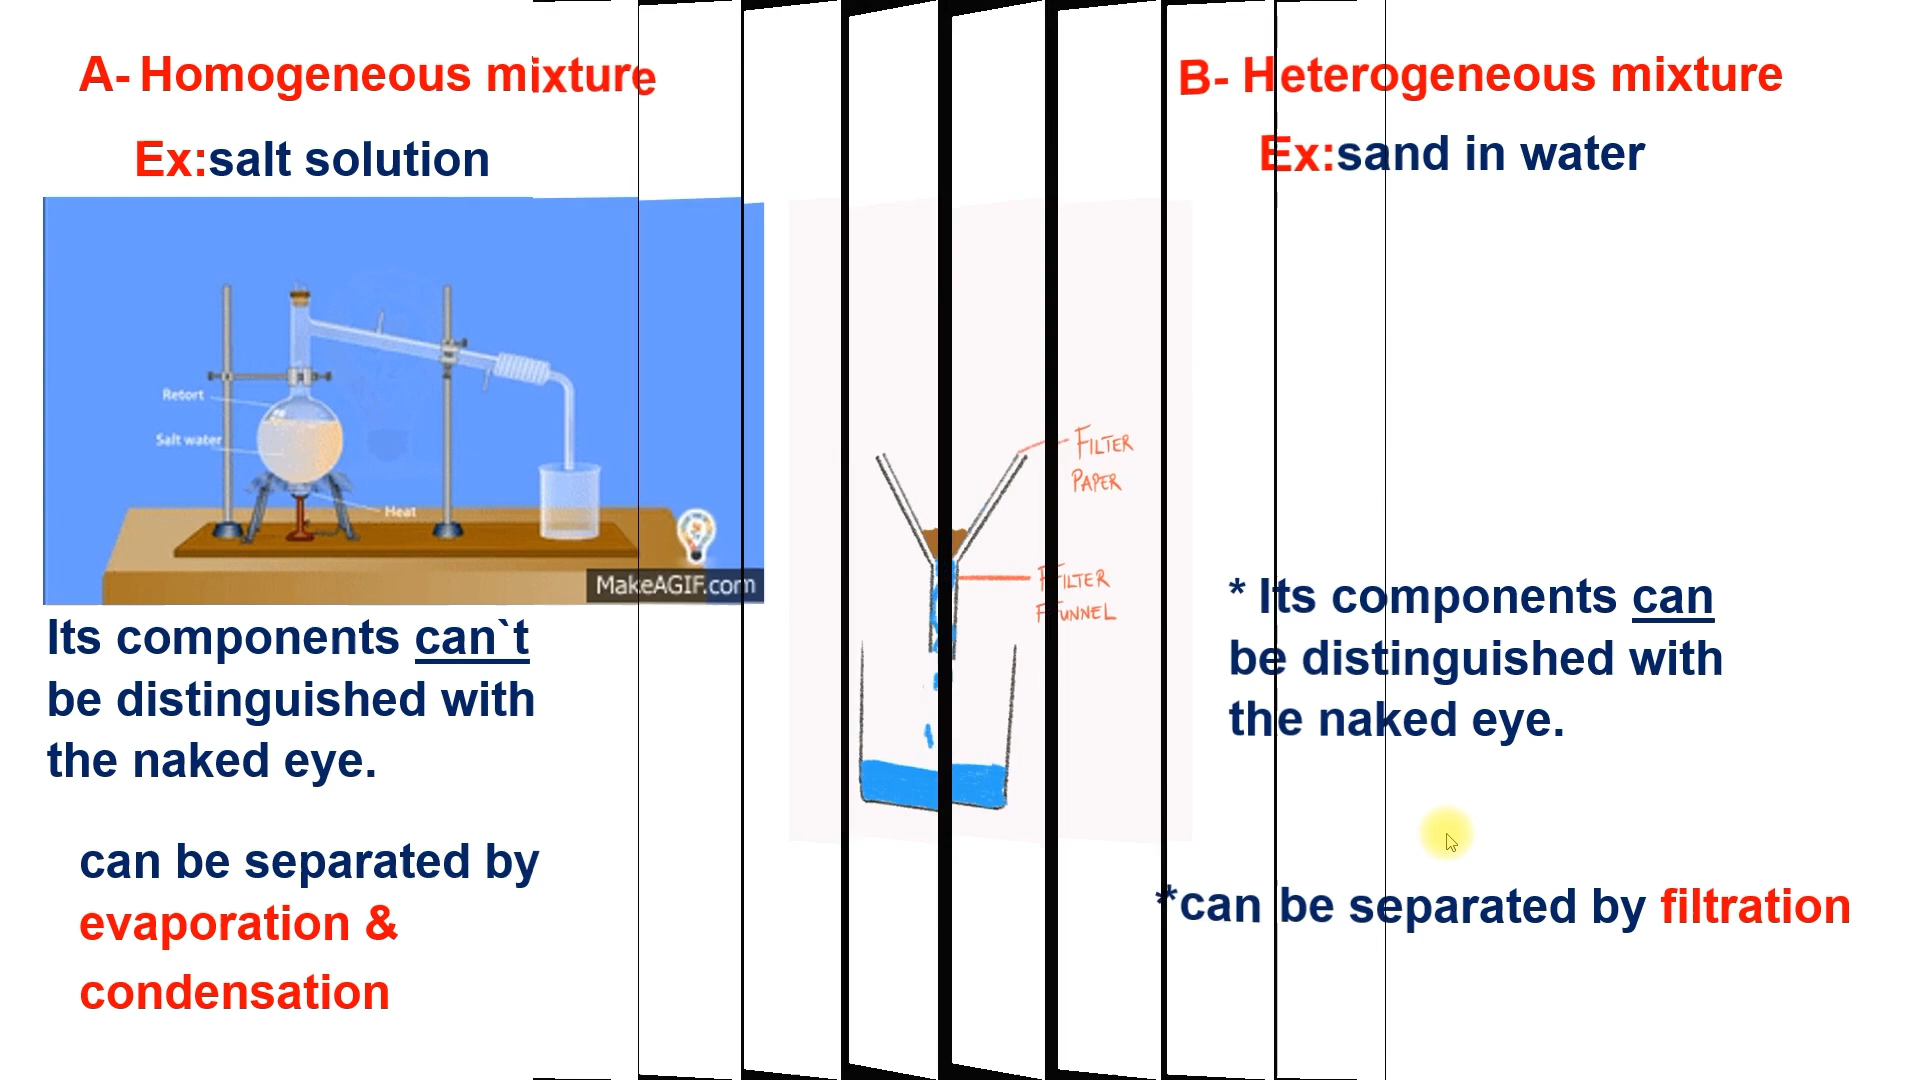 A- Homogeneous mixture
Ex:salt solution
Retort
Salt water
Heat
MakeAGIF.com
Its components can`t
be distinguished with
the naked eye.
can be separated by
evaporation &
condensation
FILTER
PAPER
FILTER
FUNNEL
B- Heterogeneous mixture
Ex:sand in water
* Its components can
be distinguished with
the naked eye.
*can be separated by filtration